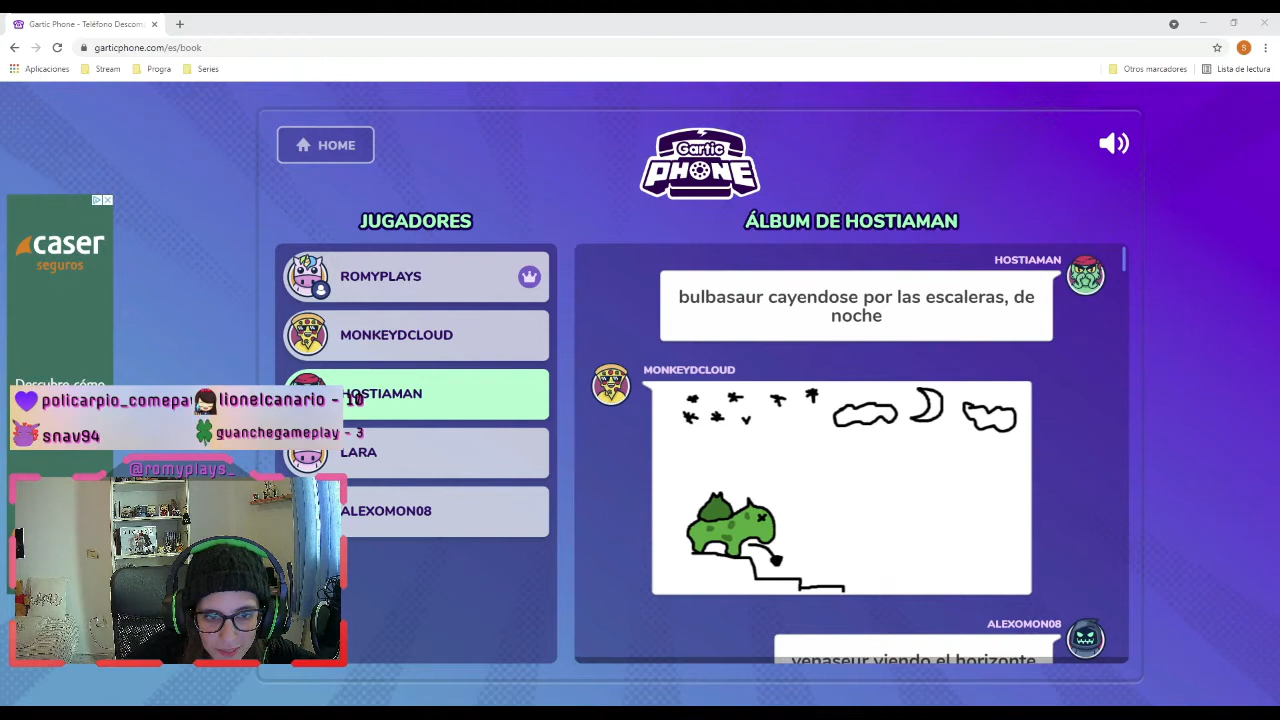 Gartic Phone - Teléfono Descom
garticphone.com/es/book
S
Aplicaciones
Stream
Progra
Series
Otros marcadores
Lista de lectura
HOME
Gartic
PHONE
JUGADORES
ÁLBUM DE HOSTIAMAN
caser
seguros
Descubre cómo
ROMYPLAYS
MONKEYDCLOUD
HOSTIAMAN
LARA
ALEXOMON08
HOSTIAMAN
bulbasaur cayendose por las escaleras, de
noche
MONKEYDCLOUD
ALEXOMON08
venaseur viendo el horizonte
policarpio_comepa
lionelcanario - 10
snav94
guanchegameplay - 3
@romyplays_